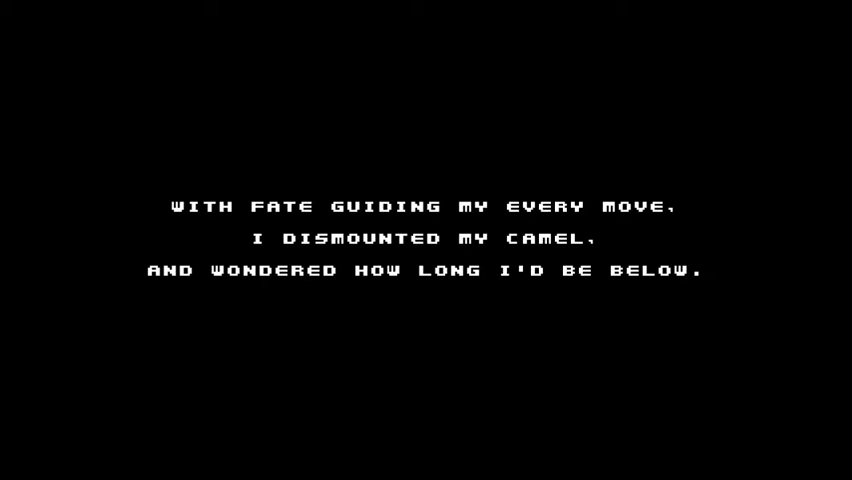 WITH FATE GUIDING MY EVERY MOVE,
I DISMOUNTED MY CAMEL,
AND WONDERED HOW LONG I'D BE BELOW.